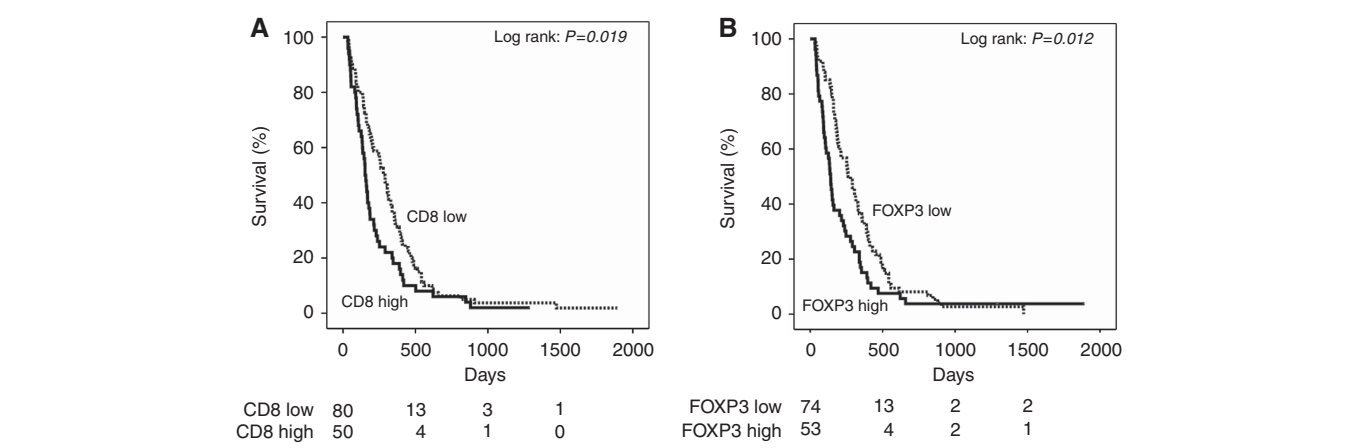 A
Log rank: P=0.019
Survival (%)
100
80
60
40
20
0
CD8 low
CD8 high
0 500 1000 1500 2000
Days
CD8 low 80 13 3 1
CD8 high 50 4 1 0
B
Log rank: P=0.012
Survival (%)
100
80
60
40
20
0
FOXP3 low
FOXP3 high
0 500 1000 1500 2000
Days
FOXP3 low 74 13 2 2
FOXP3 high 53 4 2 1